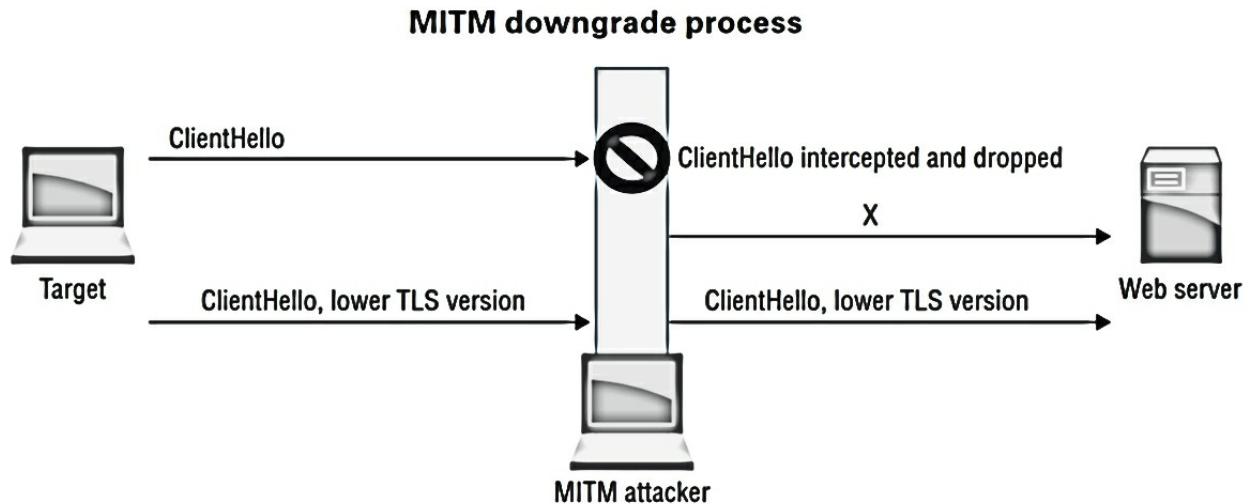 MITM downgrade process
ClientHello
ClientHello intercepted and dropped
X
Target
ClientHello, lower TLS version
ClientHello, lower TLS version
Web server
MITM attacker